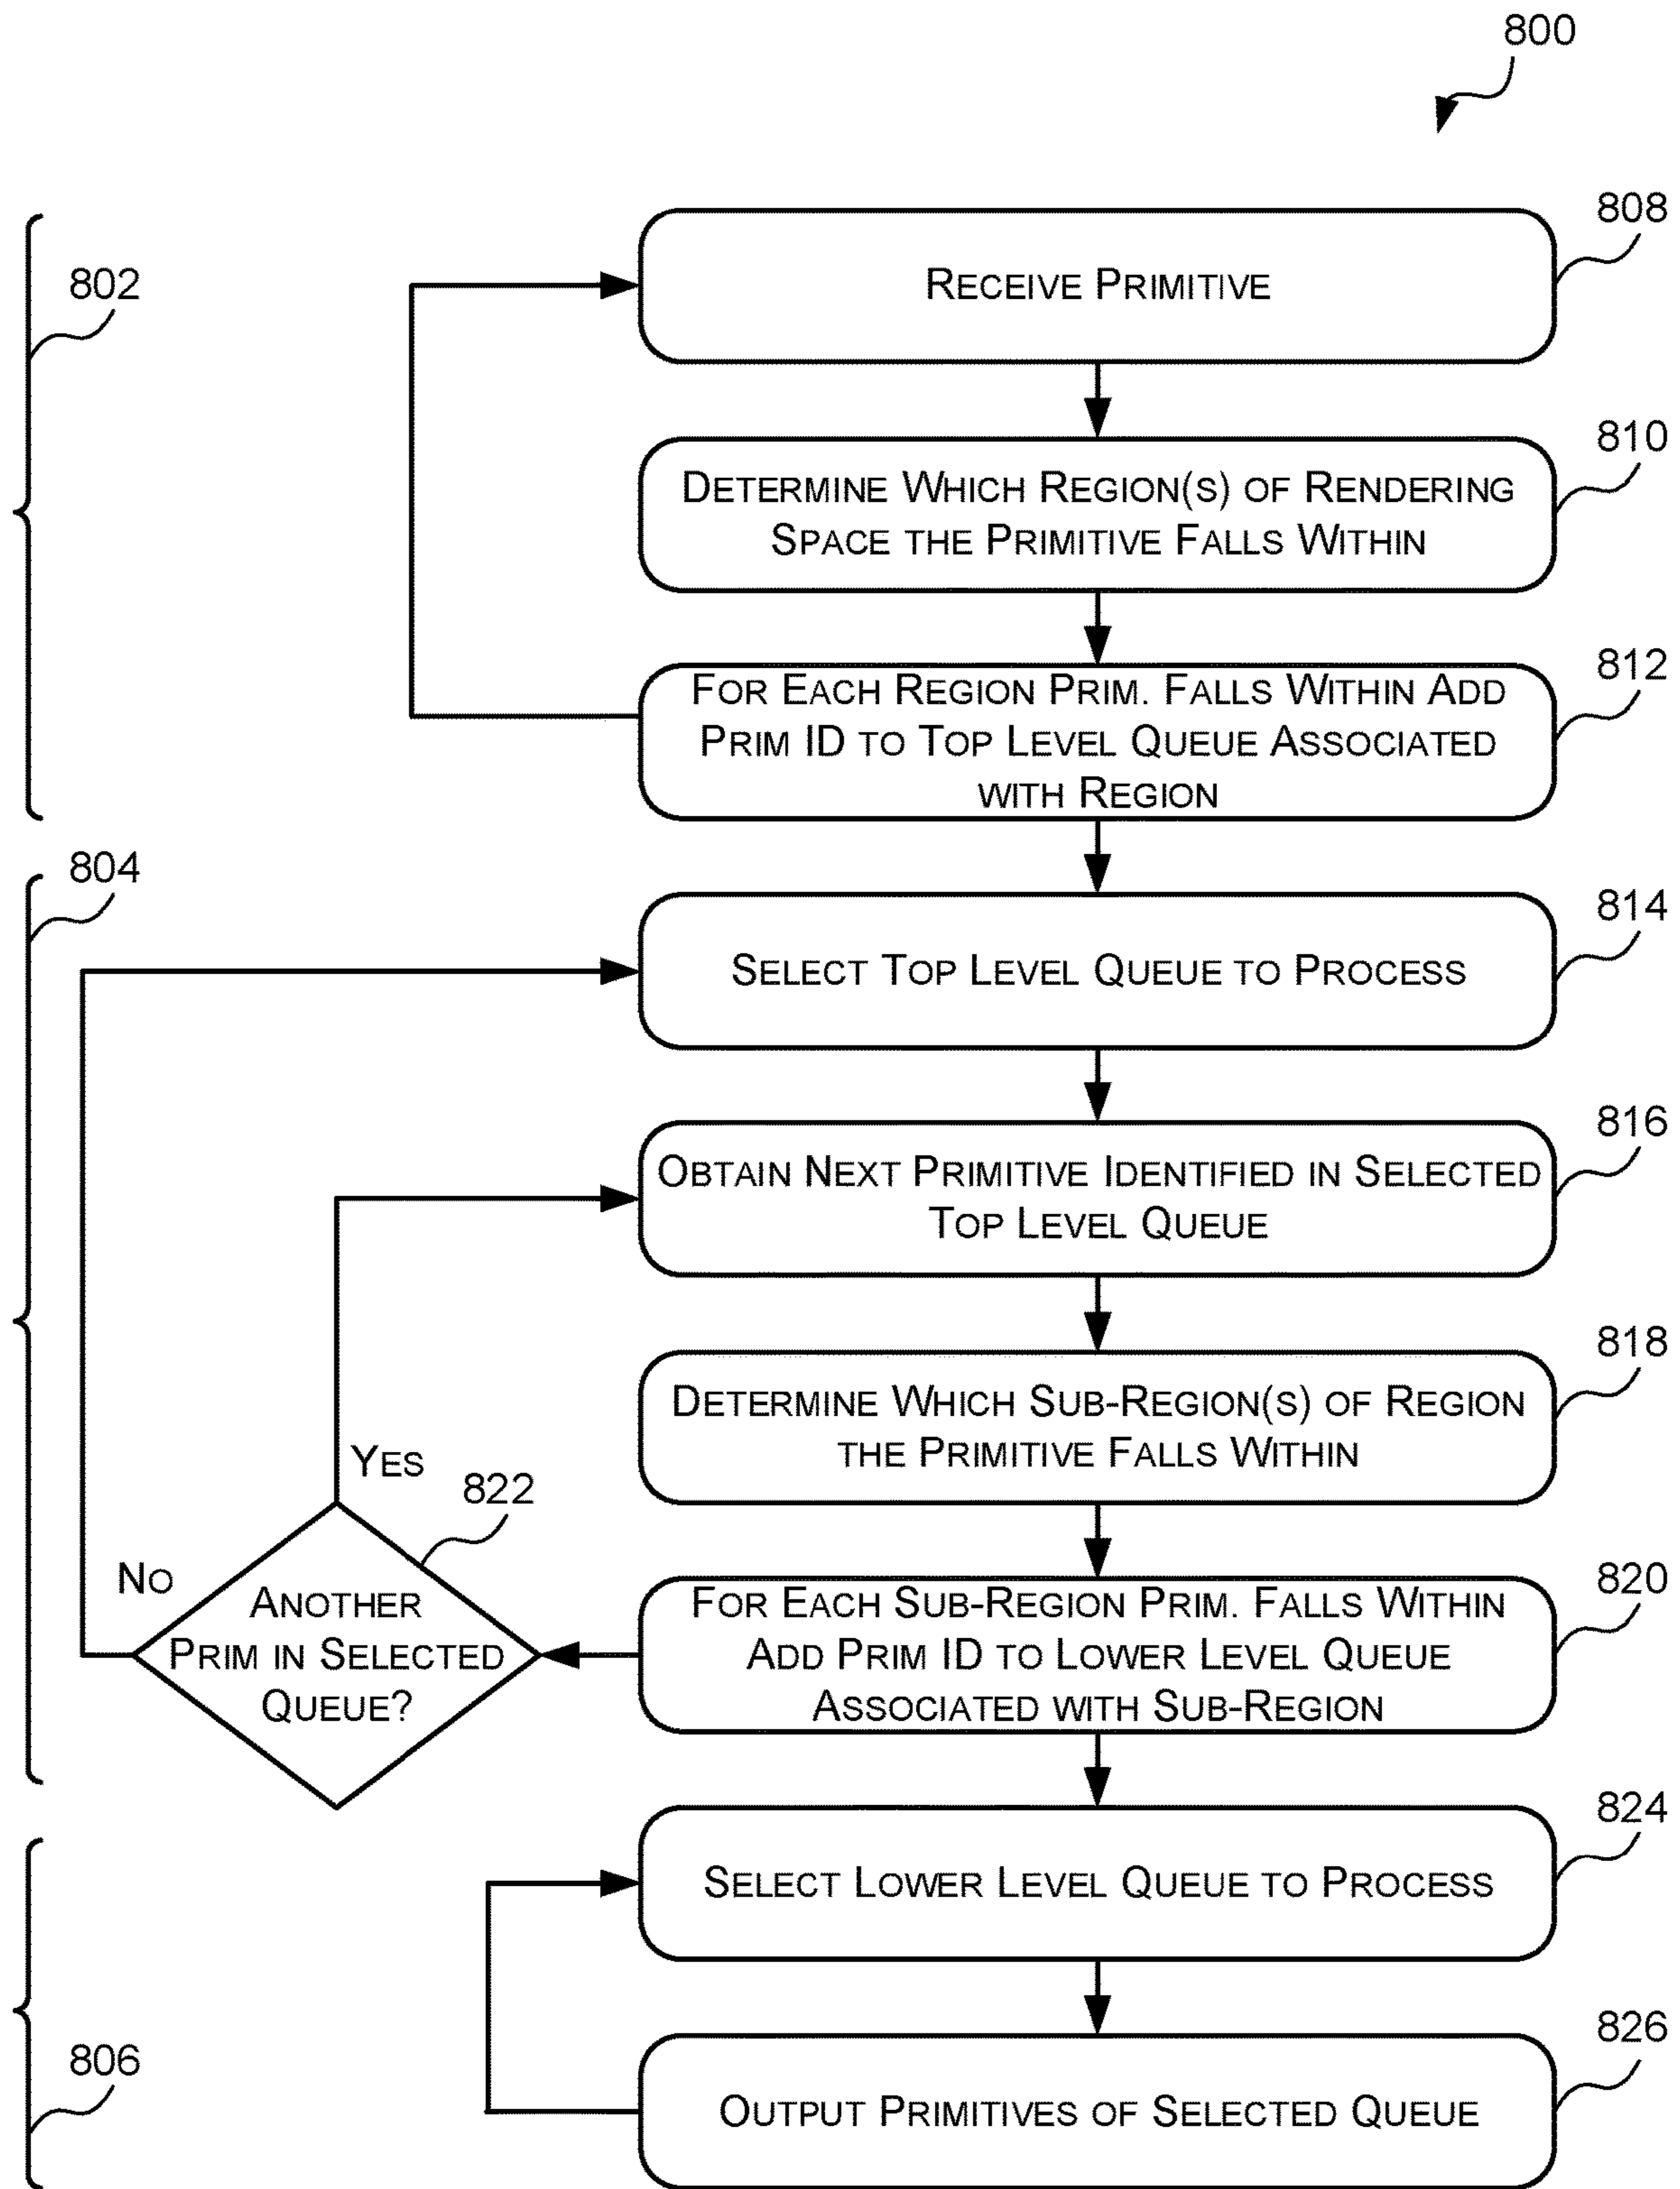 800
808
802
RECEIVE PRIMITIVE
810
DETERMINE WHICH REGION(S) OF RENDERING
SPACE THE PRIMITIVE FALLS WITHIN
812
FOR EACH REGION PRIM. FALLS WITHIN ADD
PRIM ID TO TOP LEVEL QUEUE ASSOCIATED
WITH REGION
804
814
SELECT TOP LEVEL QUEUE TO PROCESS
816
OBTAIN NEXT PRIMITIVE IDENTIFIED IN SELECTED
TOP LEVEL QUEUE
818
DETERMINE WHICH SUB-REGION(S) OF REGION
THE PRIMITIVE FALLS WITHIN
YES
822
NO
ANOTHER
PRIM IN SELECTED
QUEUE?
820
FOR EACH SUB-REGION PRIM. FALLS WITHIN
ADD PRIM ID TO LOWER LEVEL QUEUE
ASSOCIATED WITH SUB-REGION
824
SELECT LOWER LEVEL QUEUE TO PROCESS
806
826
OUTPUT PRIMITIVES OF SELECTED QUEUE